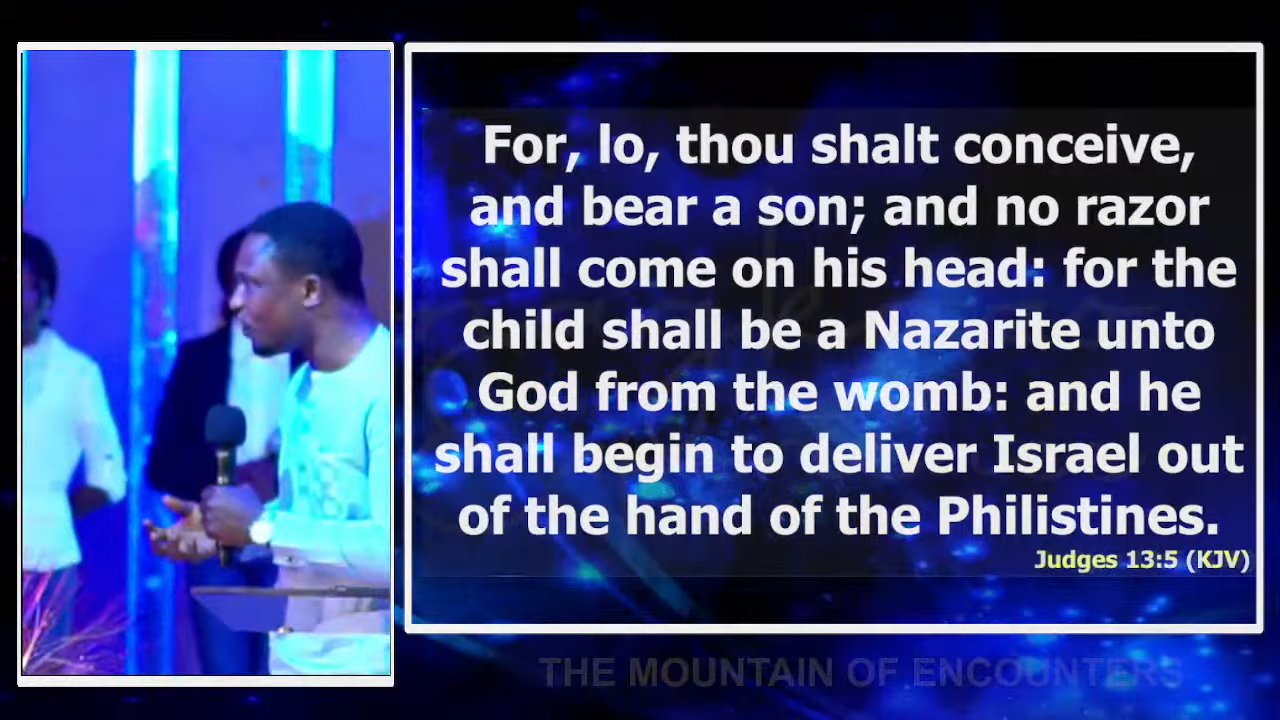 For, lo, thou shalt conceive,
and bear a son; and no razor
shall come on his head: for the
child shall be a Nazarite unto
God from the womb: and he
shall begin to deliver Israel out
of the hand of the Philistines.
Judges 13:5 (KJV)
THE MOUNTAIN OF ENCOUNTERS